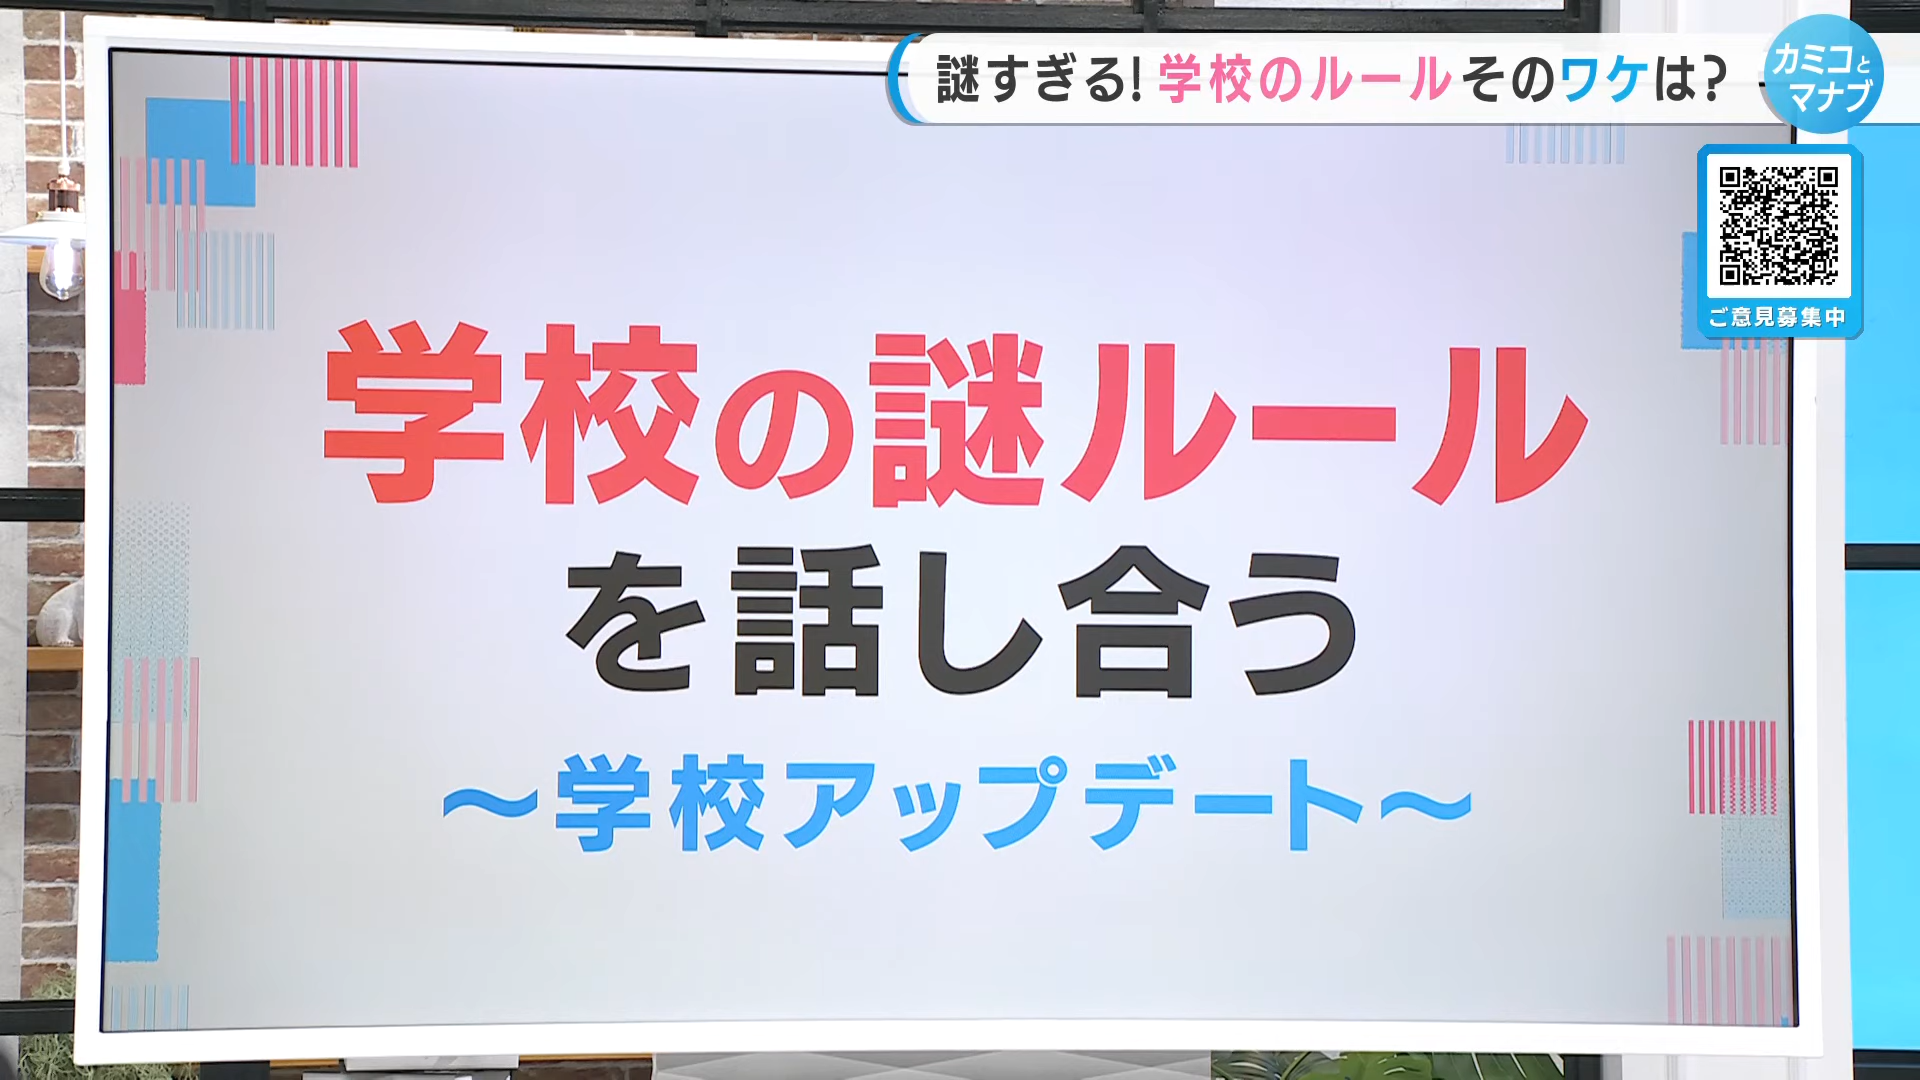 謎すぎる!学校のルールそのワケは?
カミコと
マナブ
ご意見募集中
学校の謎ルール
を話し合う
～学校アップデート～